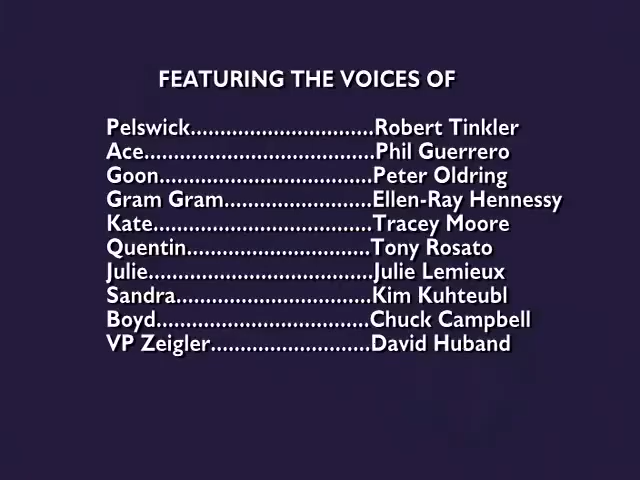 FEATURING THE VOICES OF
Pelswick...............................Robert Tinkler
Ace.......................................Phil Guerrero
Goon....................................Peter Oldring
Gram Gram.........................Ellen-Ray Hennessy
Kate.....................................Tracey Moore
Quentin...............................Tony Rosato
Julie......................................Julie Lemieux
Sandra.................................Kim Kuhteubl
Boyd....................................Chuck Campbell
VP Zeigler...........................David Huband